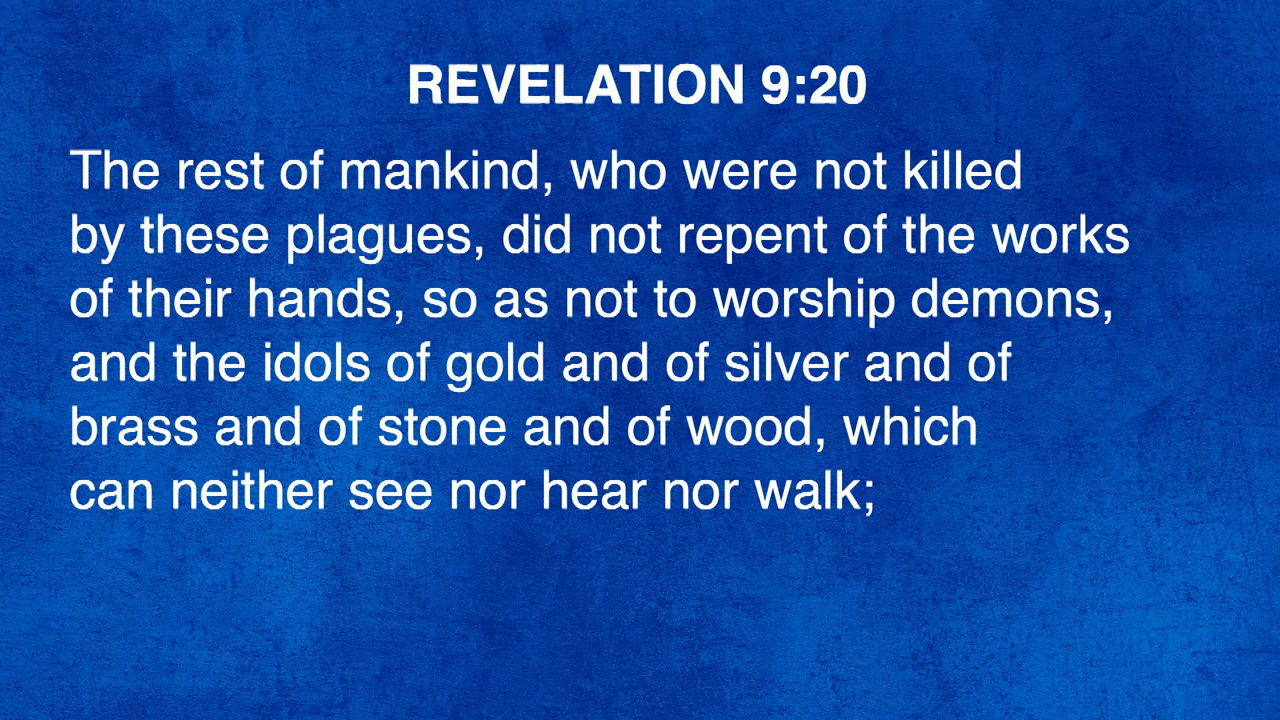 REVELATION 9:20
The rest of mankind, who were not killed
by these plagues, did not repent of the works
of their hands, so as not to worship demons,
and the idols of gold and of silver and of
brass and of stone and of wood, which
can neither see nor hear nor walk;